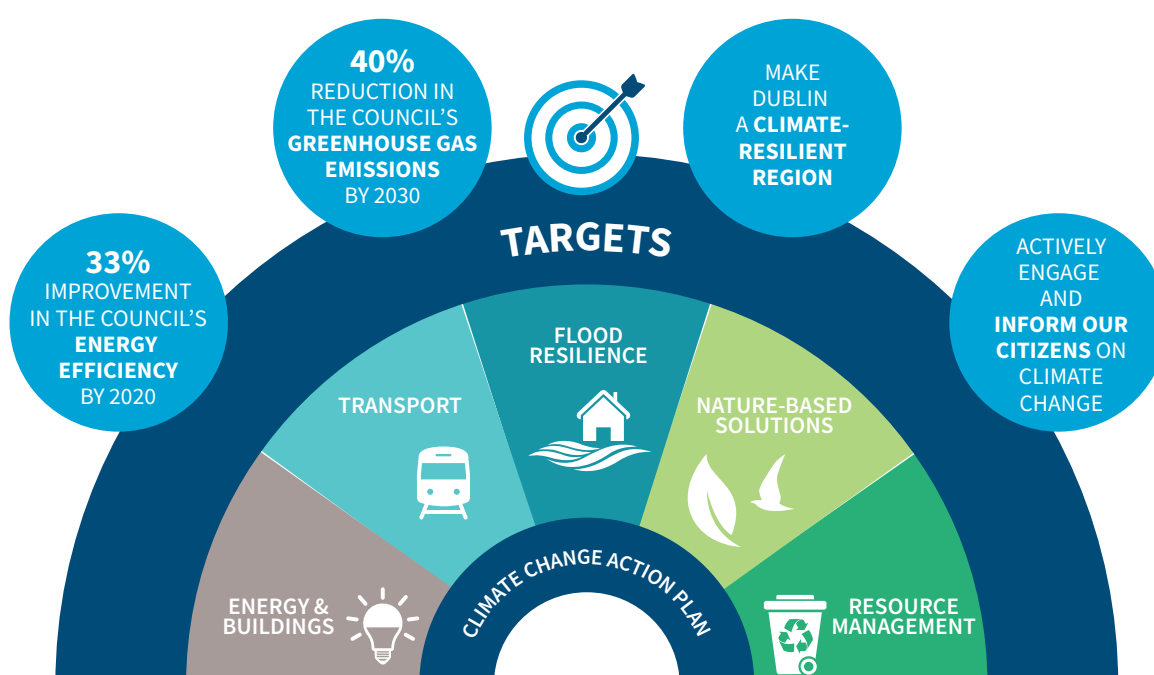 33%
IMPROVEMENT
IN THE COUNCIL'S
ENERGY
EFFICIENCY
BY 2020
40%
REDUCTION IN
THE COUNCIL'S
GREENHOUSE GAS
EMISSIONS
BY 2030
MAKE
DUBLIN
A CLIMATE-
RESILIENT
REGION
ACTIVELY
ENGAGE
AND
INFORM OUR
CITIZENS ON
CLIMATE
CHANGE
TARGETS
ENERGY &
BUILDINGS
TRANSPORT
FLOOD
RESILIENCE
NATURE-BASED
SOLUTIONS
RESOURCE
MANAGEMENT
CLIMATE CHANGE ACTION PLAN